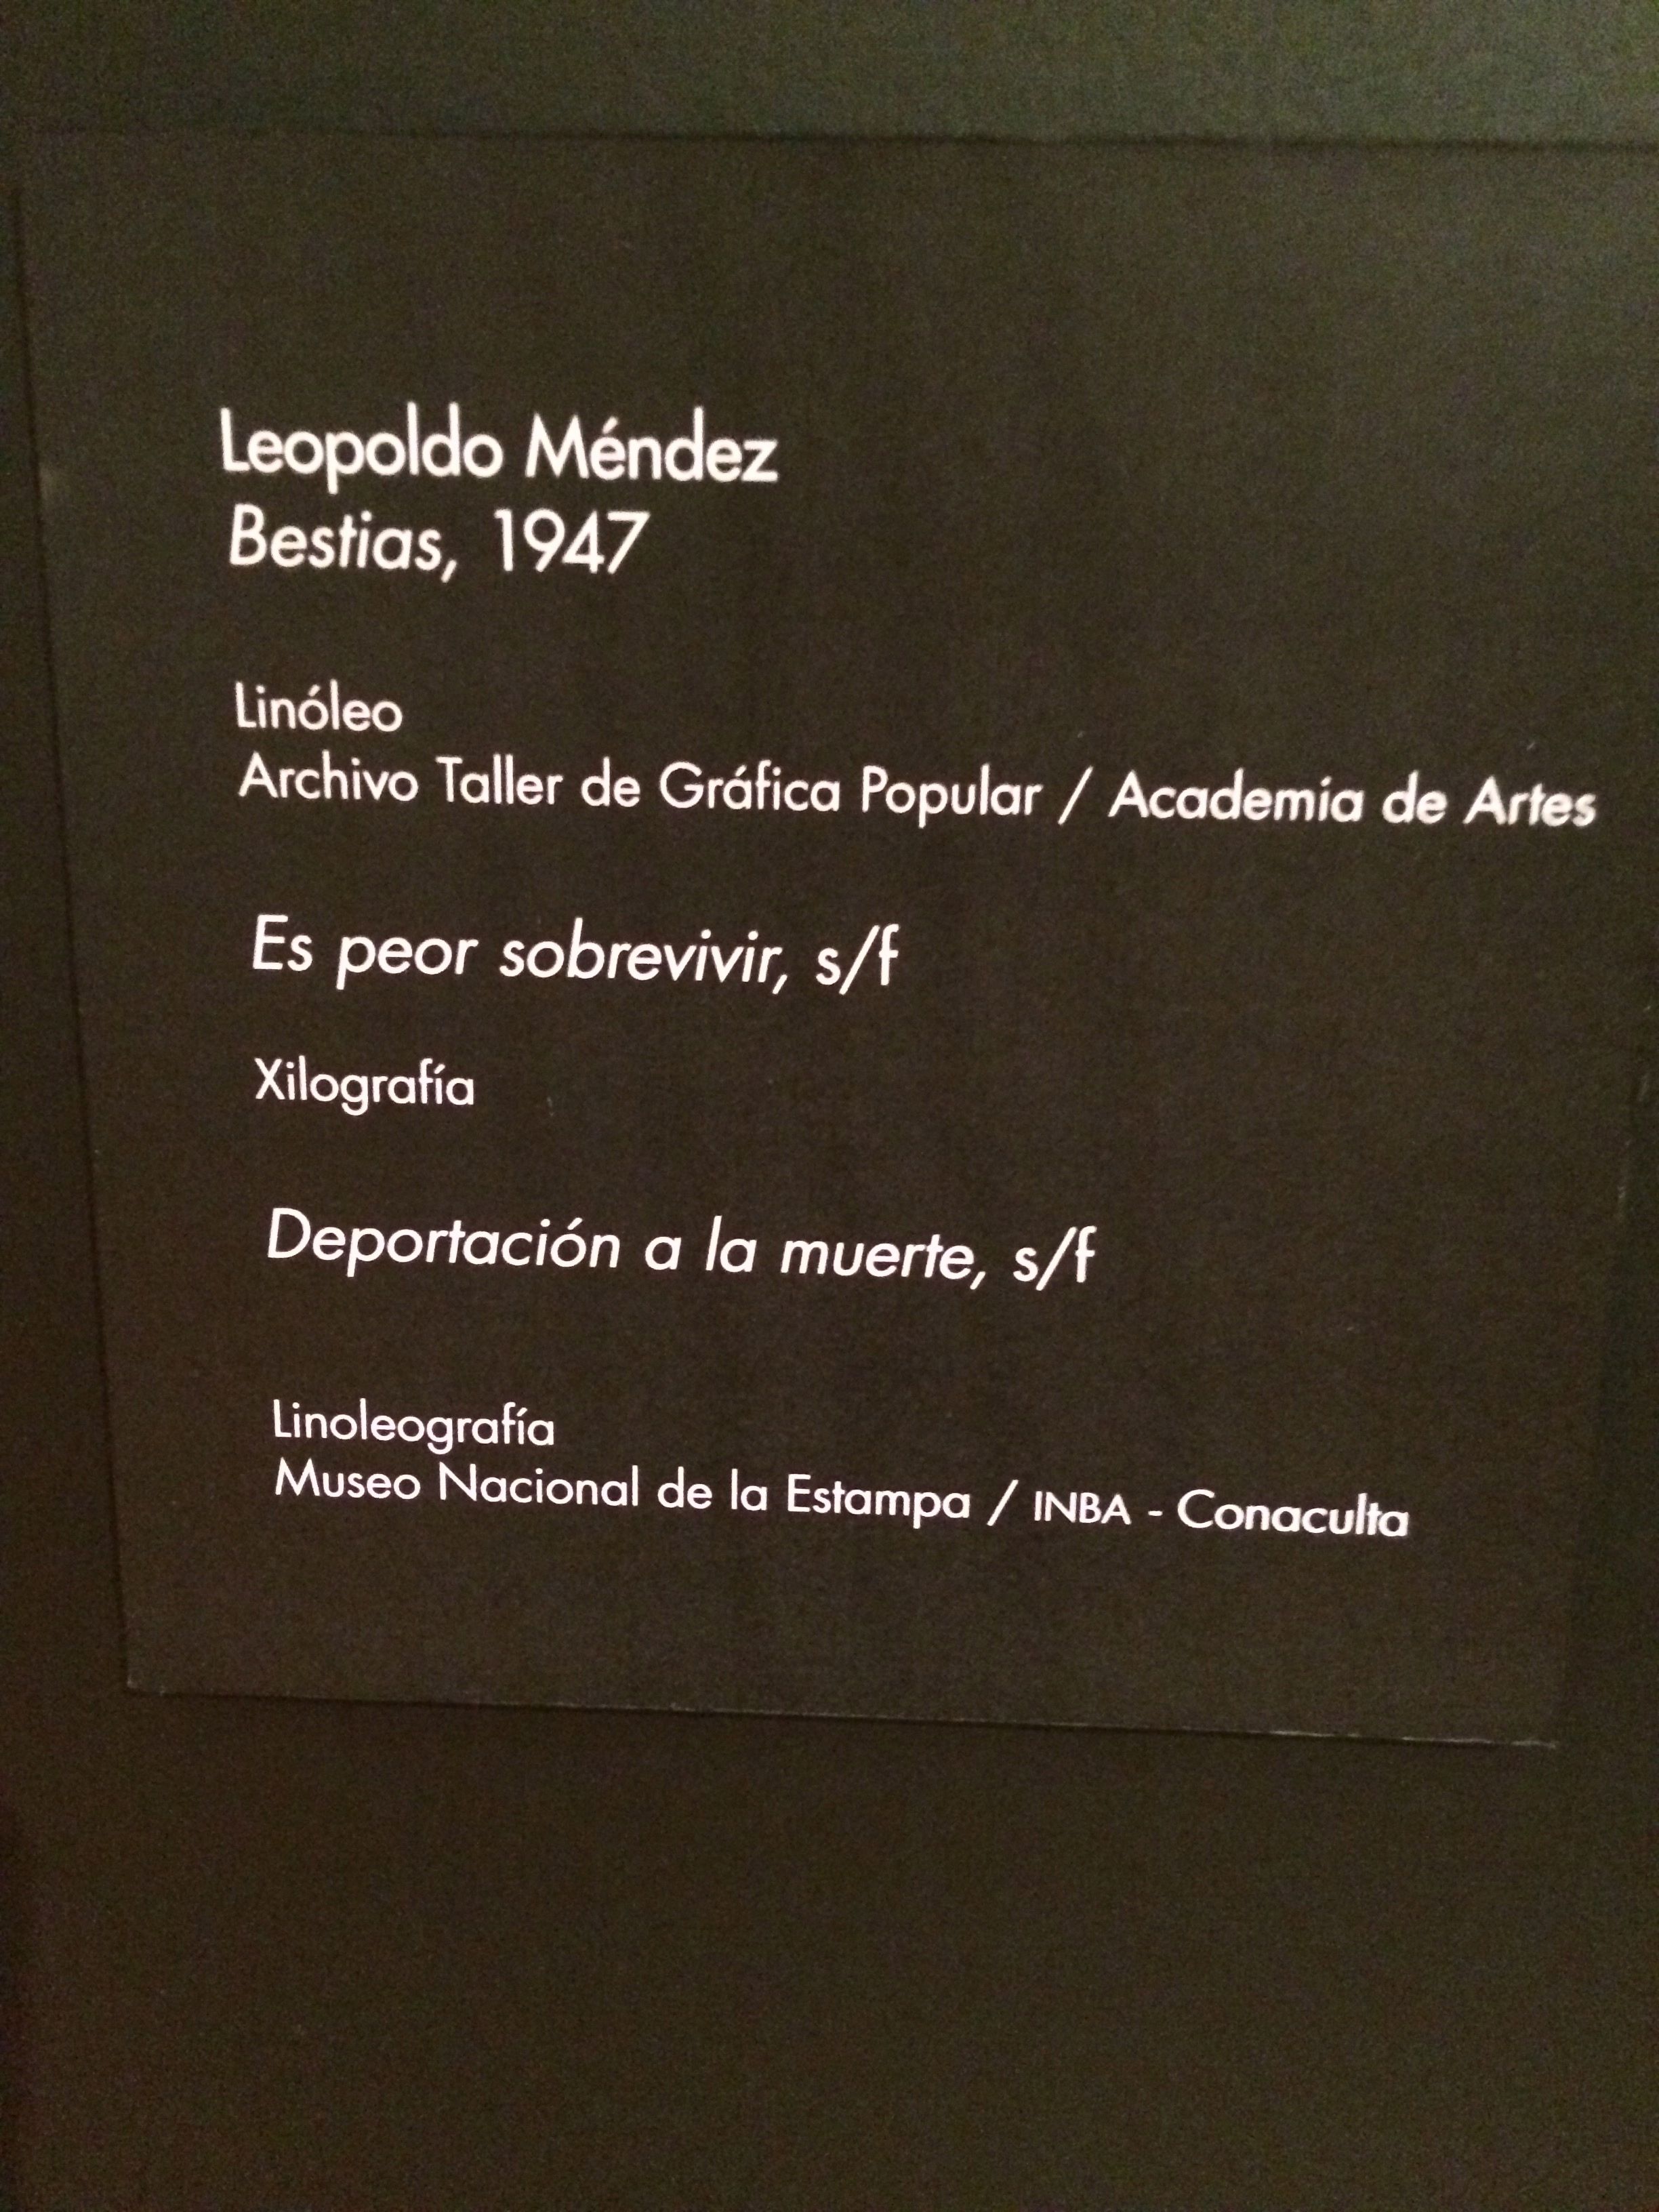 Leopoldo Méndez
Bestias, 1947
Linóleo
Archivo Taller de Gráfica Popular / Academia de Artes
Es peor sobrevivir, s/f
Xilografía
Deportación a la muerte, s/f
Linoleografía
Museo Nacional de la Estampa / INBA - Conaculta